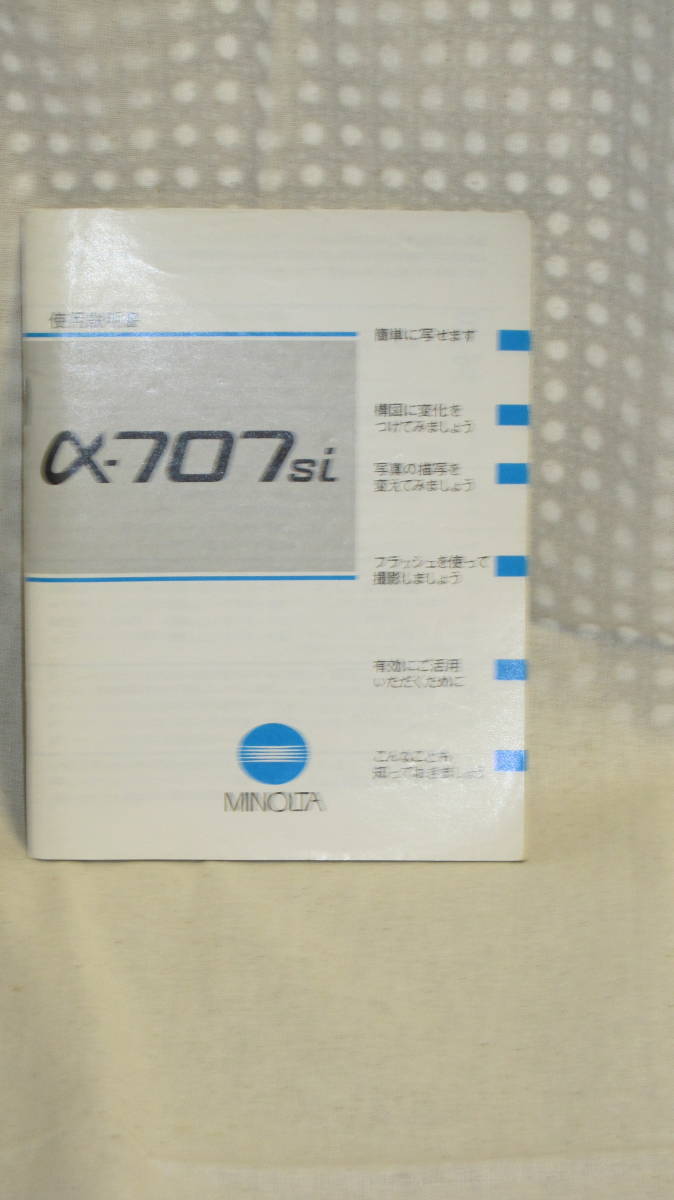 使用説明書
α-707si
簡単に写せます
構図に変化を
つけてみましょう
写真の描写を
変えてみましょう
フラッシュを使って
撮影しましょう
有効にご活用
いただくために
こんなことも
知っておきましょう
MINOLTA